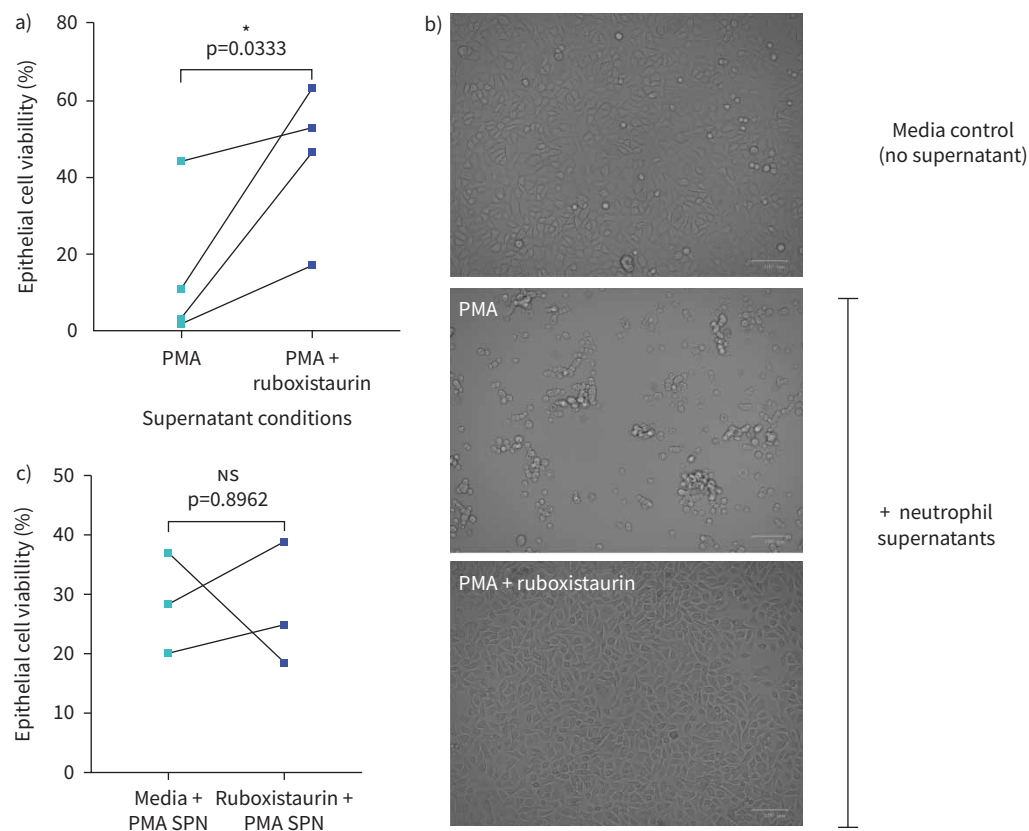 a)
80
60
40
20
0
Epithelial cell viabillity (%)
*
p=0.0333
PMA
PMA +
ruboxistaurin
Supernatant conditions
b)
Media control
(no supernatant)
PMA
PMA + ruboxistaurin
+ neutrophil
supernatants
c)
50
40
30
20
10
0
Epithelial cell viabillity (%)
NS
p=0.8962
Media +
PMA SPN
Ruboxistaurin +
PMA SPN